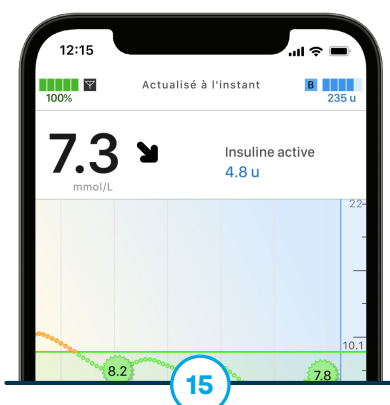 12:15
Actualisé à l'instant
B
100%
235 u
7.3
mmol/L
Insuline active
4.8 u
22
10.1
8.2
7.8
15